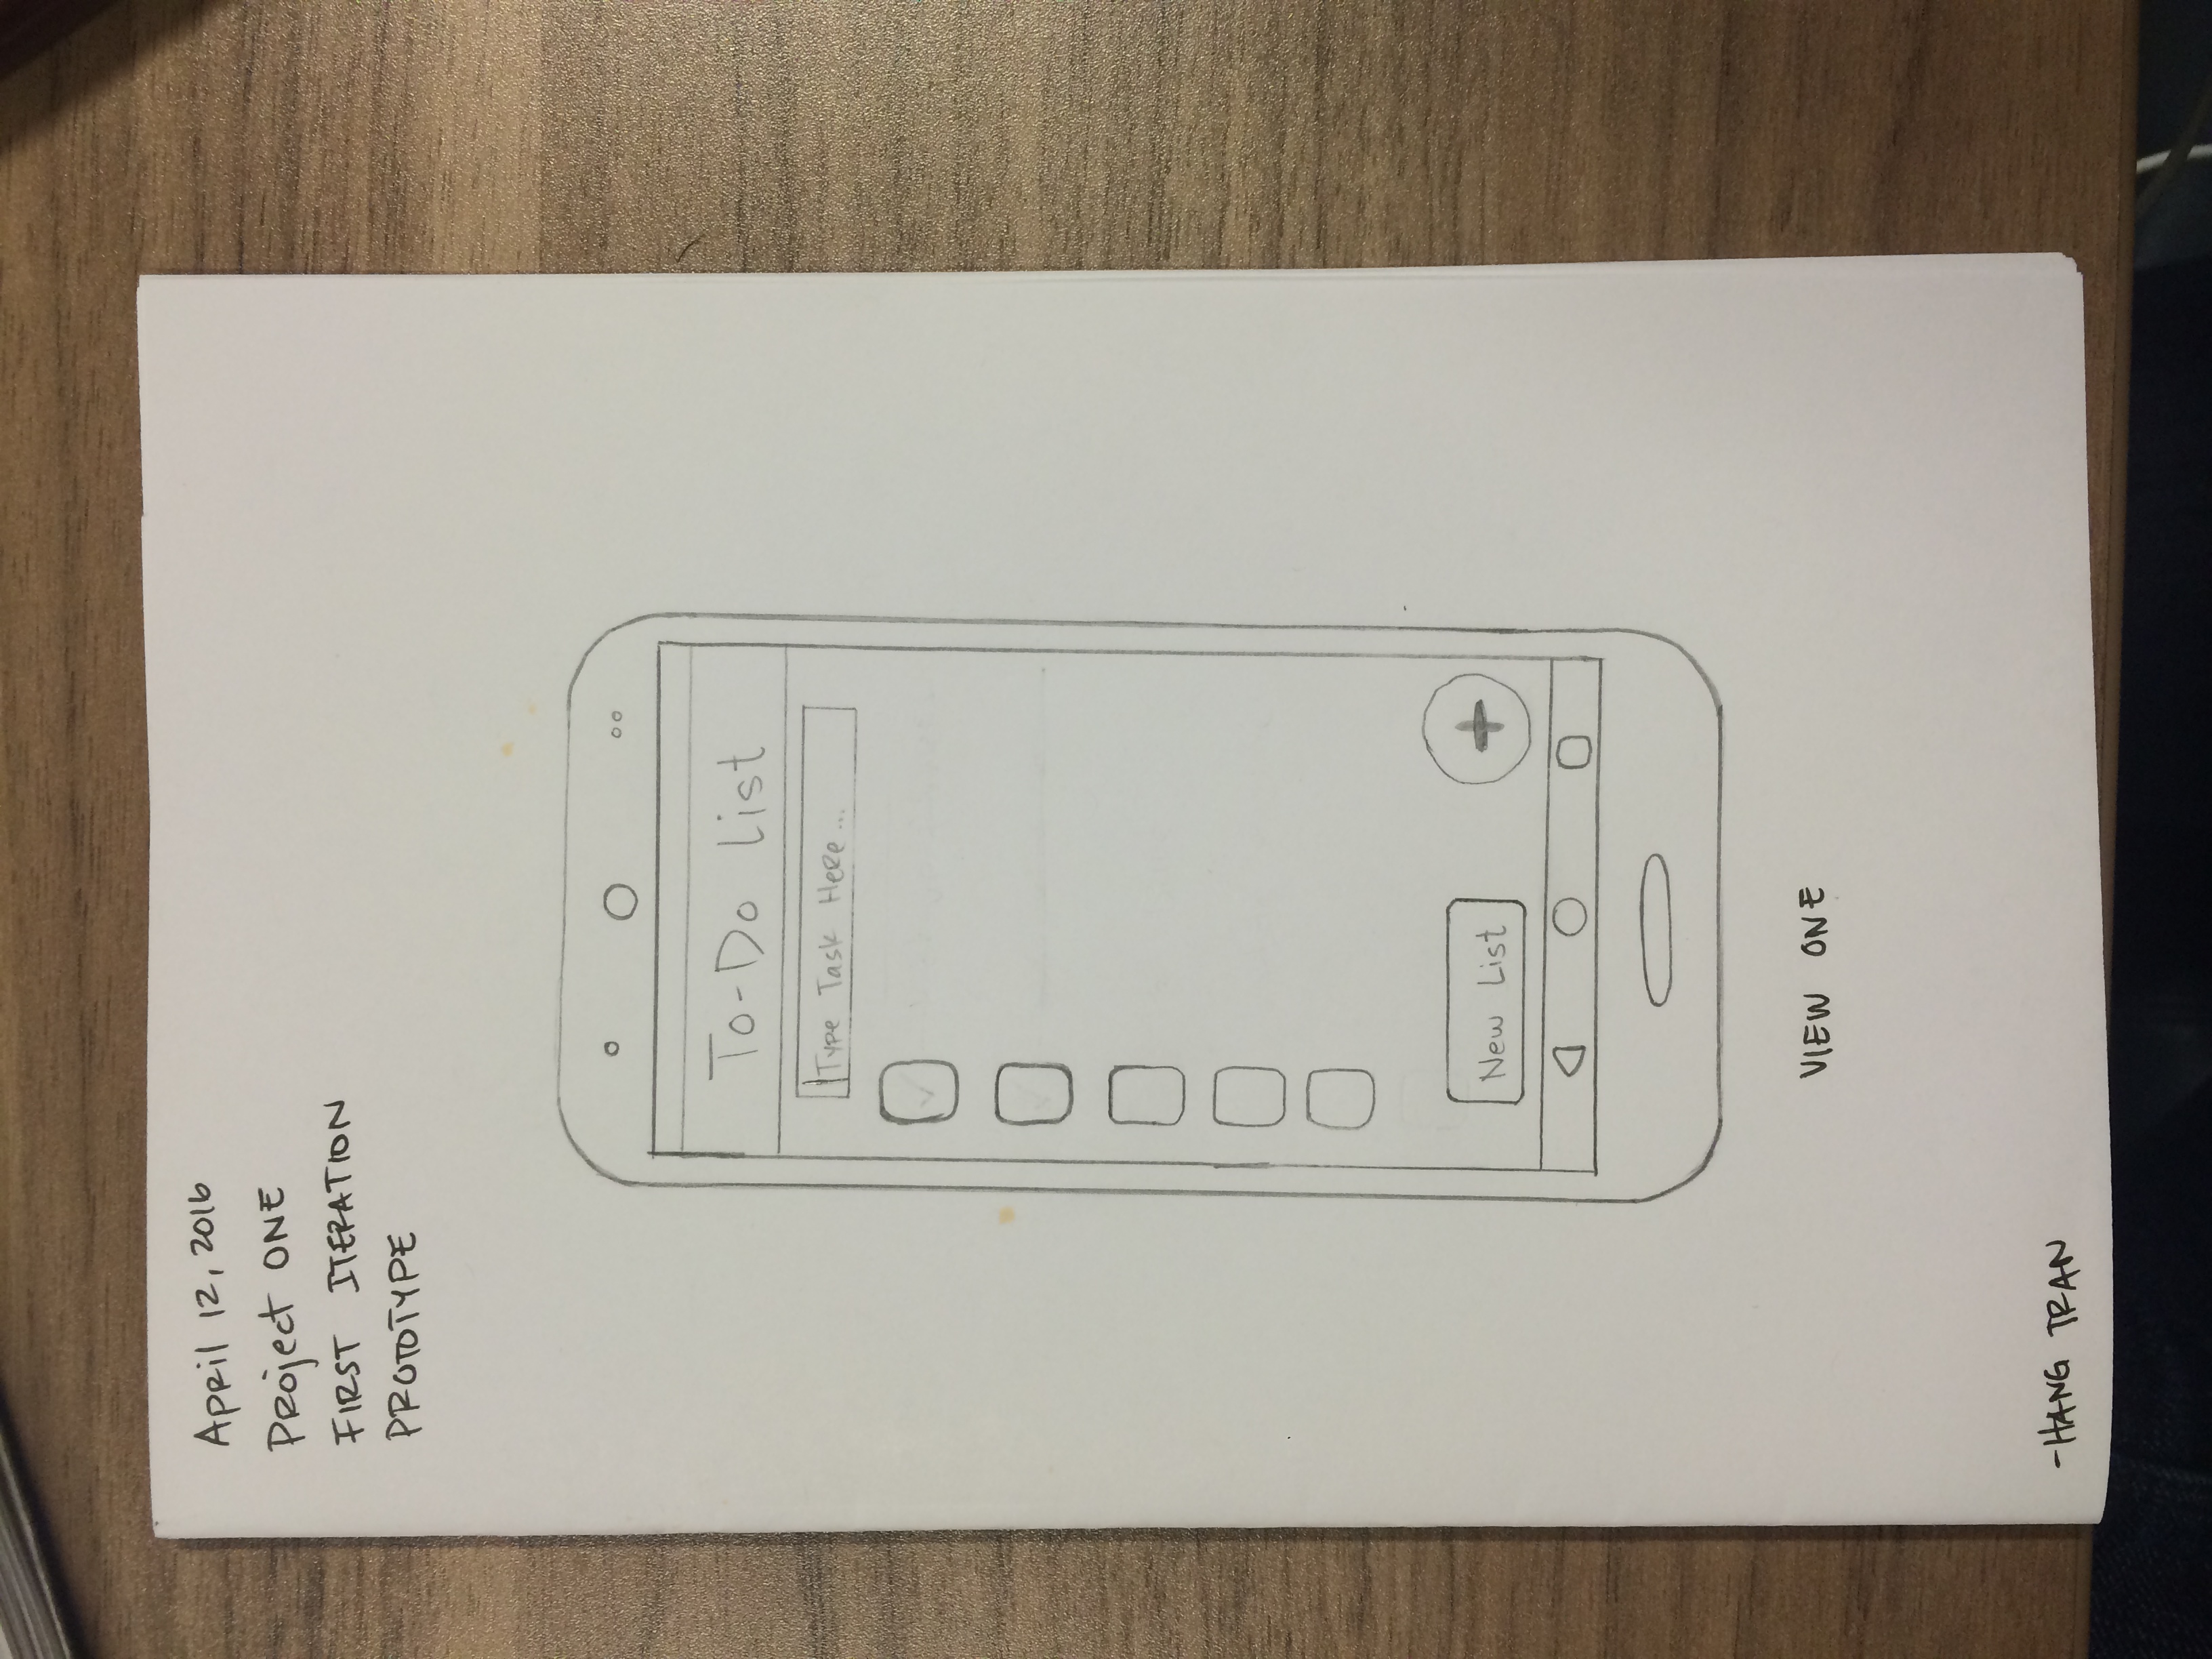 April 12, 2016
Project ONE
FIRST ITERATION
PROTOTYPE
To-Do List
Type Task Here...
New List
VIEW ONE
-HANG TRAN